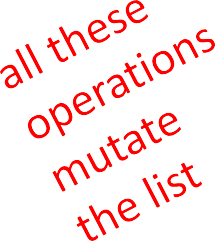 all these
operations
mutate
the list